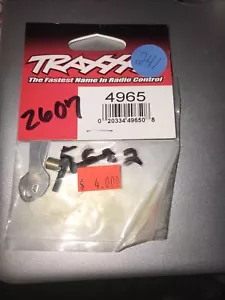 TRAXXAS
The Fastest Name In Radio Control
2607
4965
0 20334 49650 8
$ 4.00